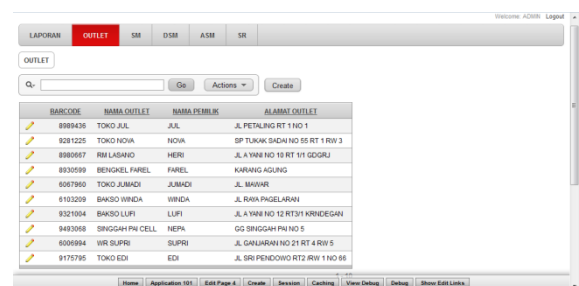 Welcome: ADMIN Logout
LAPORAN OUTLET SM DSM ASM SR
OUTLET
Go Actions Create
BARCODE NAMA OUTLET NAMA PEMILIK ALAMAT OUTLET
8989436 TOKO JUL JUL JL PETALING RT 1 NO 1
9281225 TOKO NOVA NOVA SP TUKAK SADAI NO 55 RT 1 RW 3
8980667 RM LASANO HERI JL A YANI NO 18 RT 1/1 GDGRJ
8930599 BENGKEL FAREL FAREL KARANG AGUNG
6067960 TOKO JUMADI JUMADI JL. MAWAR
6103209 BAKSO WINDA WINDA JL RAYA PAGELARAN
9321004 BAKSO LUFI LUFI JL A YANI NO 12 RT3/1 KRNDEGAN
9493068 SINGGAH PAI CELL NEPA GG SINGGAH PAI NO 5
6006994 WR SUPRI SUPRI JL GANJARAN NO 21 RT 4 RW 5
9175795 TOKO EDI EDI JL SRI PENDOWO RT2 RW 1 NO 66
Home Application 101 Edit Page 4 Create Session Caching View Debug Debug Show Edit Links